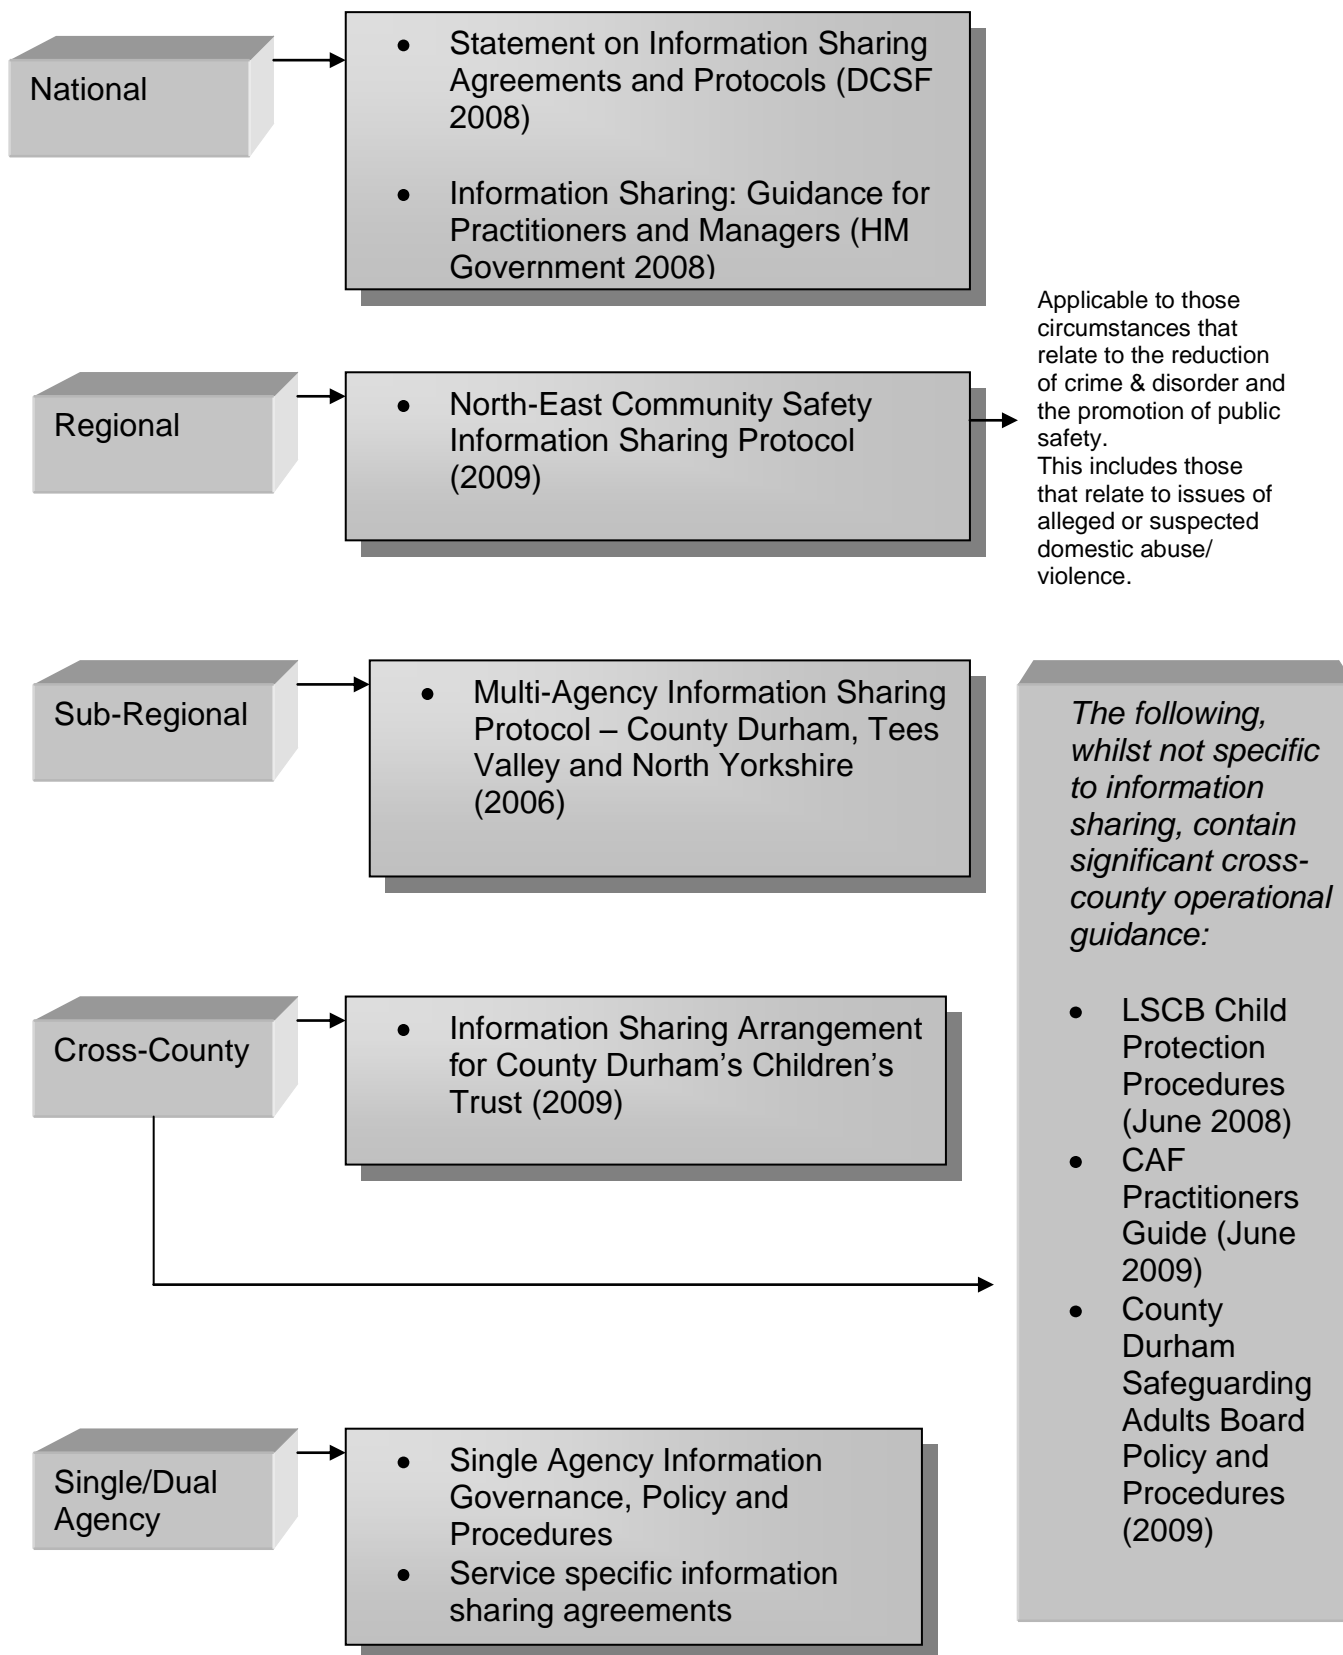 National
• Statement on Information Sharing
Agreements and Protocols (DCSF
2008)
• Information Sharing: Guidance for
Practitioners and Managers (HM
Government 2008)
Regional
• North-East Community Safety
Information Sharing Protocol
(2009)
Applicable to those
circumstances that
relate to the reduction
of crime & disorder and
the promotion of public
safety.
This includes those
that relate to issues of
alleged or suspected
domestic abuse/
violence.
Sub-Regional
• Multi-Agency Information Sharing
Protocol – County Durham, Tees
Valley and North Yorkshire
(2006)
Cross-County
• Information Sharing Arrangement
for County Durham’s Children’s
Trust (2009)
The following,
whilst not specific
to information
sharing, contain
significant cross-
county operational
guidance:
• LSCB Child
Protection
Procedures
(June 2008)
• CAF
Practitioners
Guide (June
2009)
• County
Durham
Safeguarding
Adults Board
Policy and
Procedures
(2009)
Single/Dual
Agency
• Single Agency Information
Governance, Policy and
Procedures
• Service specific information
sharing agreements